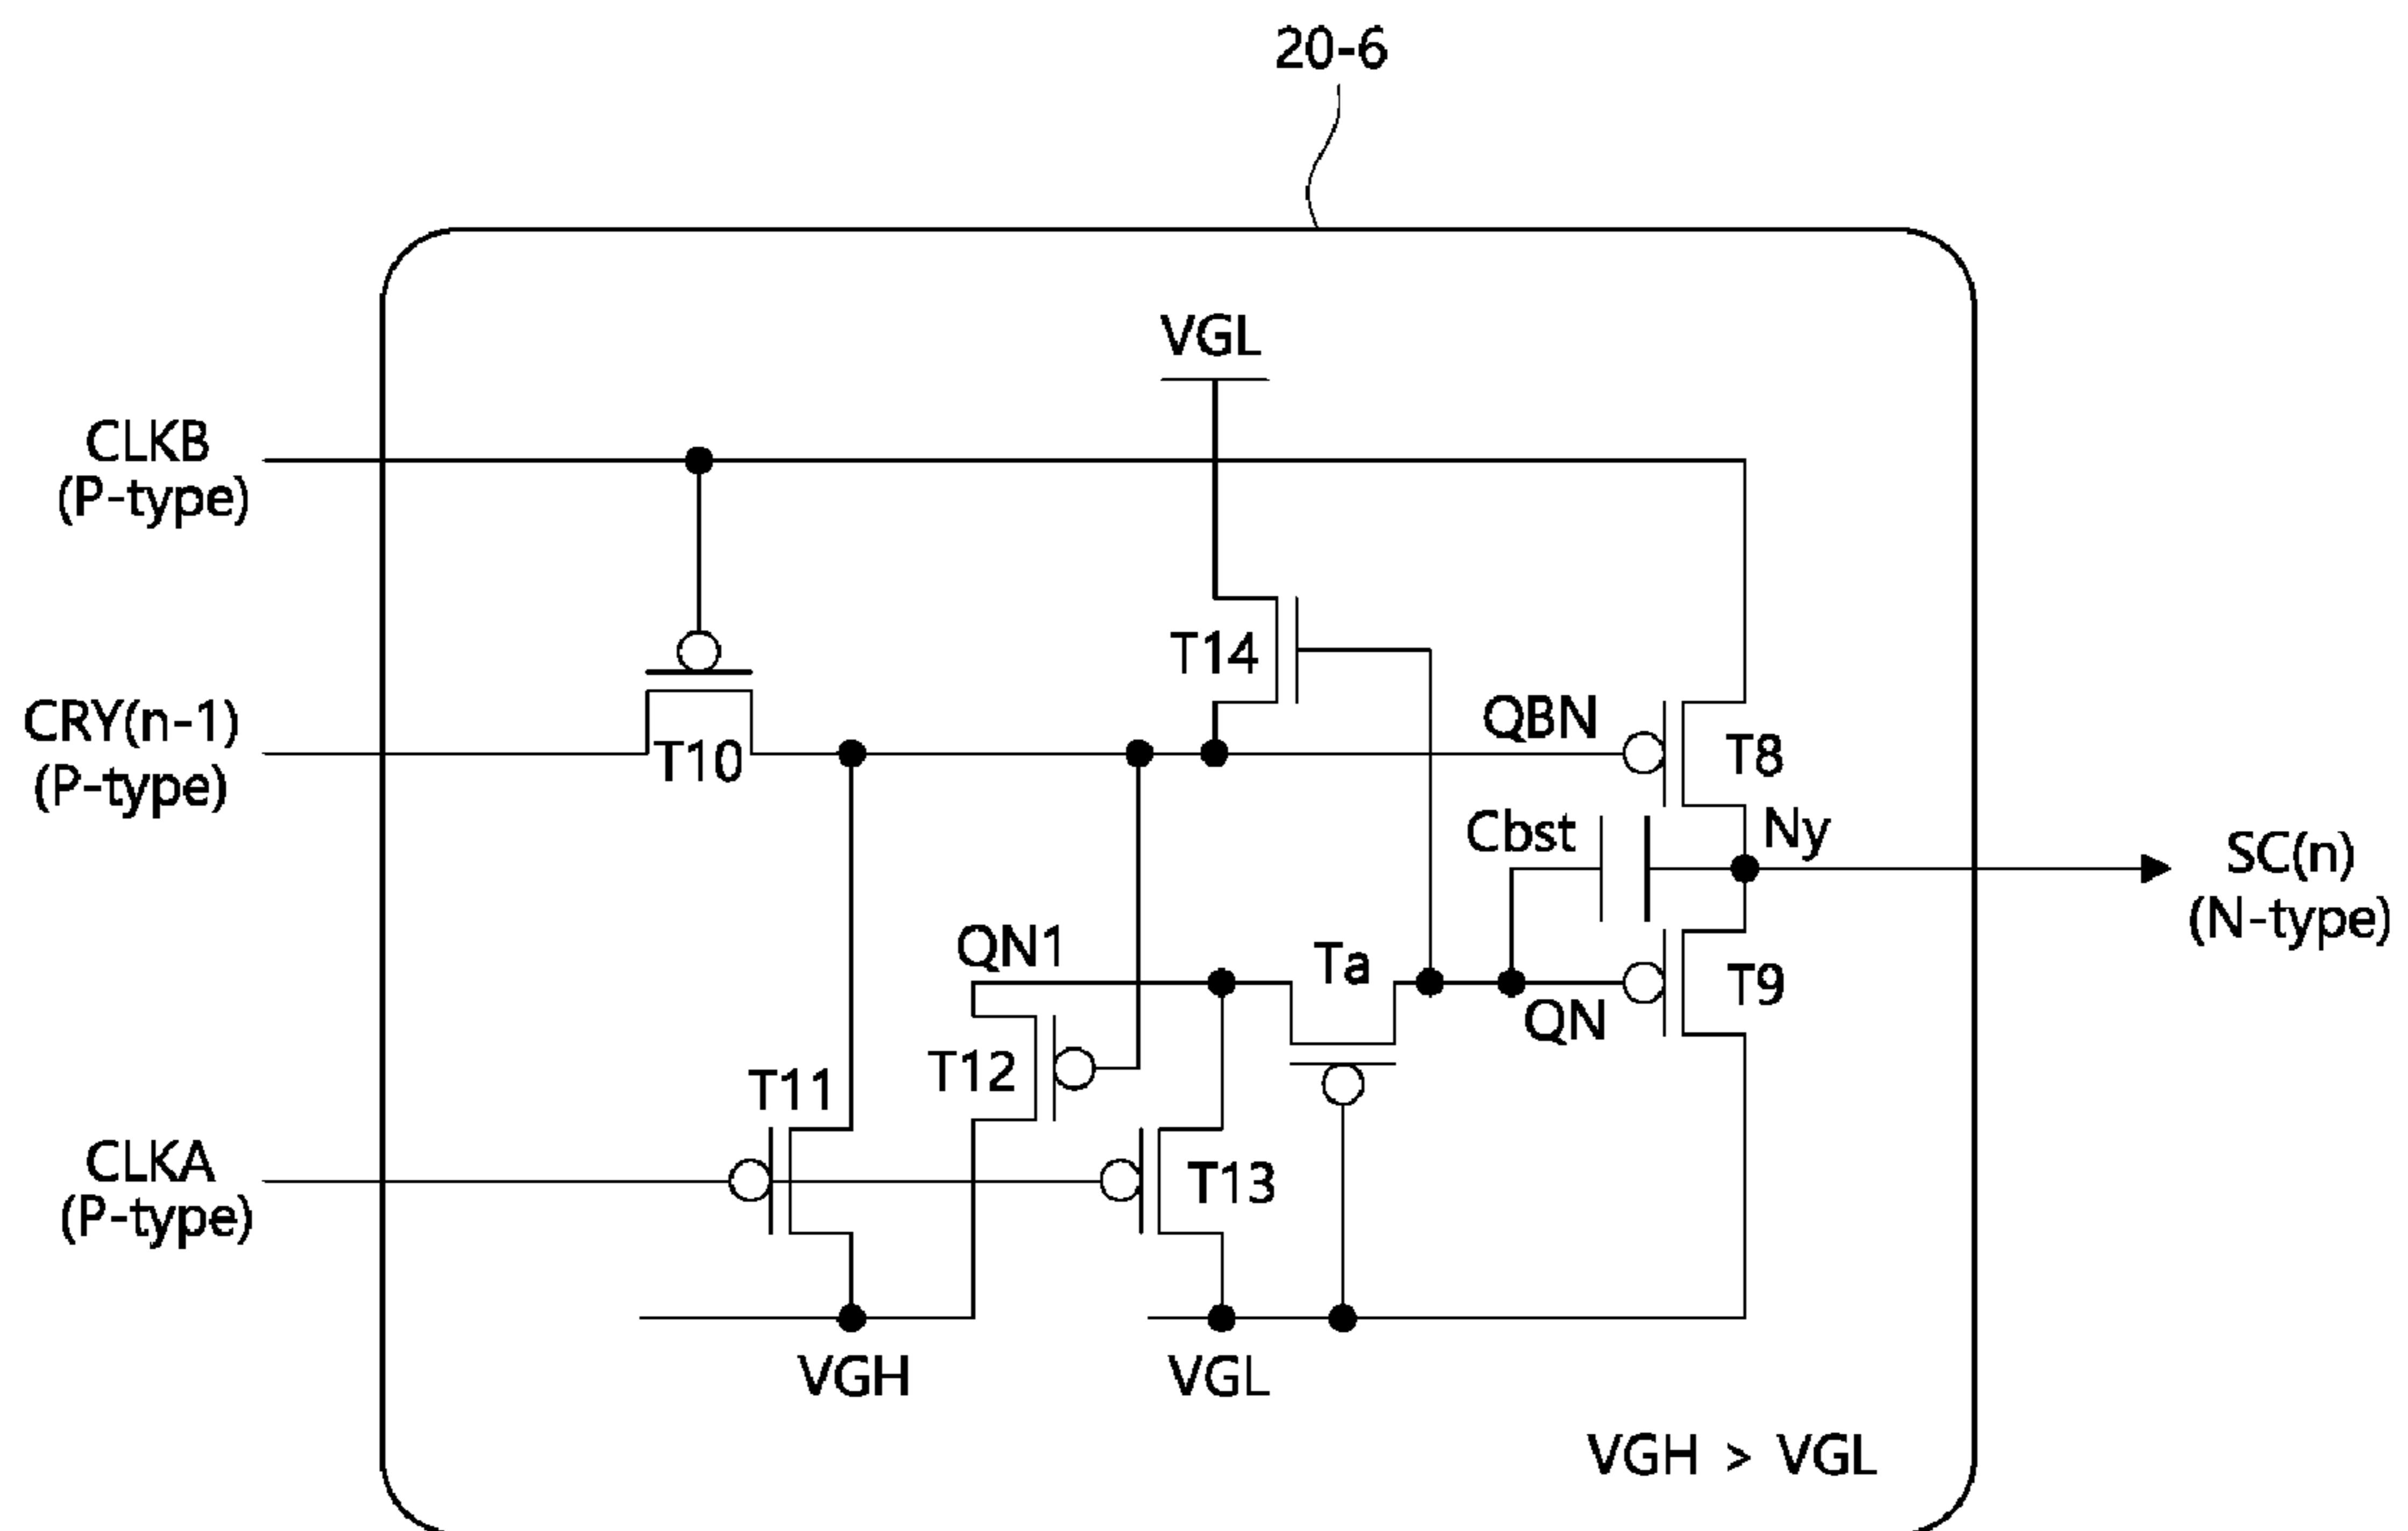 20-6
VGL
CLKB
(P-type)
T14
CRY(n-1)
(P-type)
T10
QBN
T8
Cbst
Ny
SC(n)
(N-type)
QN1
Ta
QN
T9
T12
T11
CLKA
(P-type)
T13
VGH
VGL
VGH > VGL